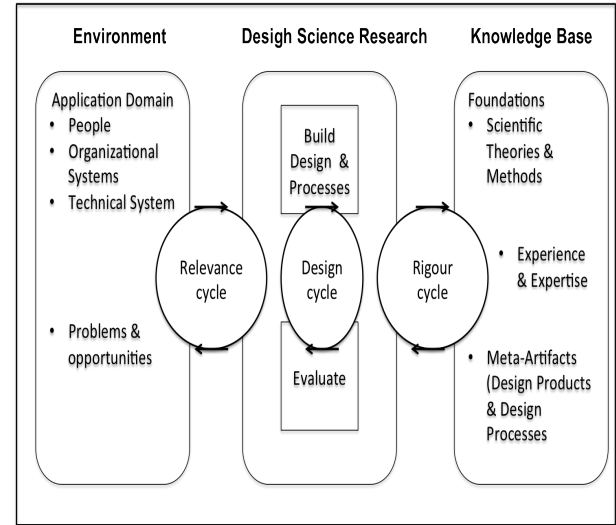 Environment
Desigh Science Research
Knowledge Base
Application Domain
• People
• Organizational
Systems
• Technical System
• Problems &
opportunities
Relevance
cycle
Build
Design &
Processes
Design
cycle
Evaluate
Rigour
cycle
Foundations
• Scientific
Theories &
Methods
• Experience
& Expertise
• Meta-Artifacts
(Design Products
& Design
Processes